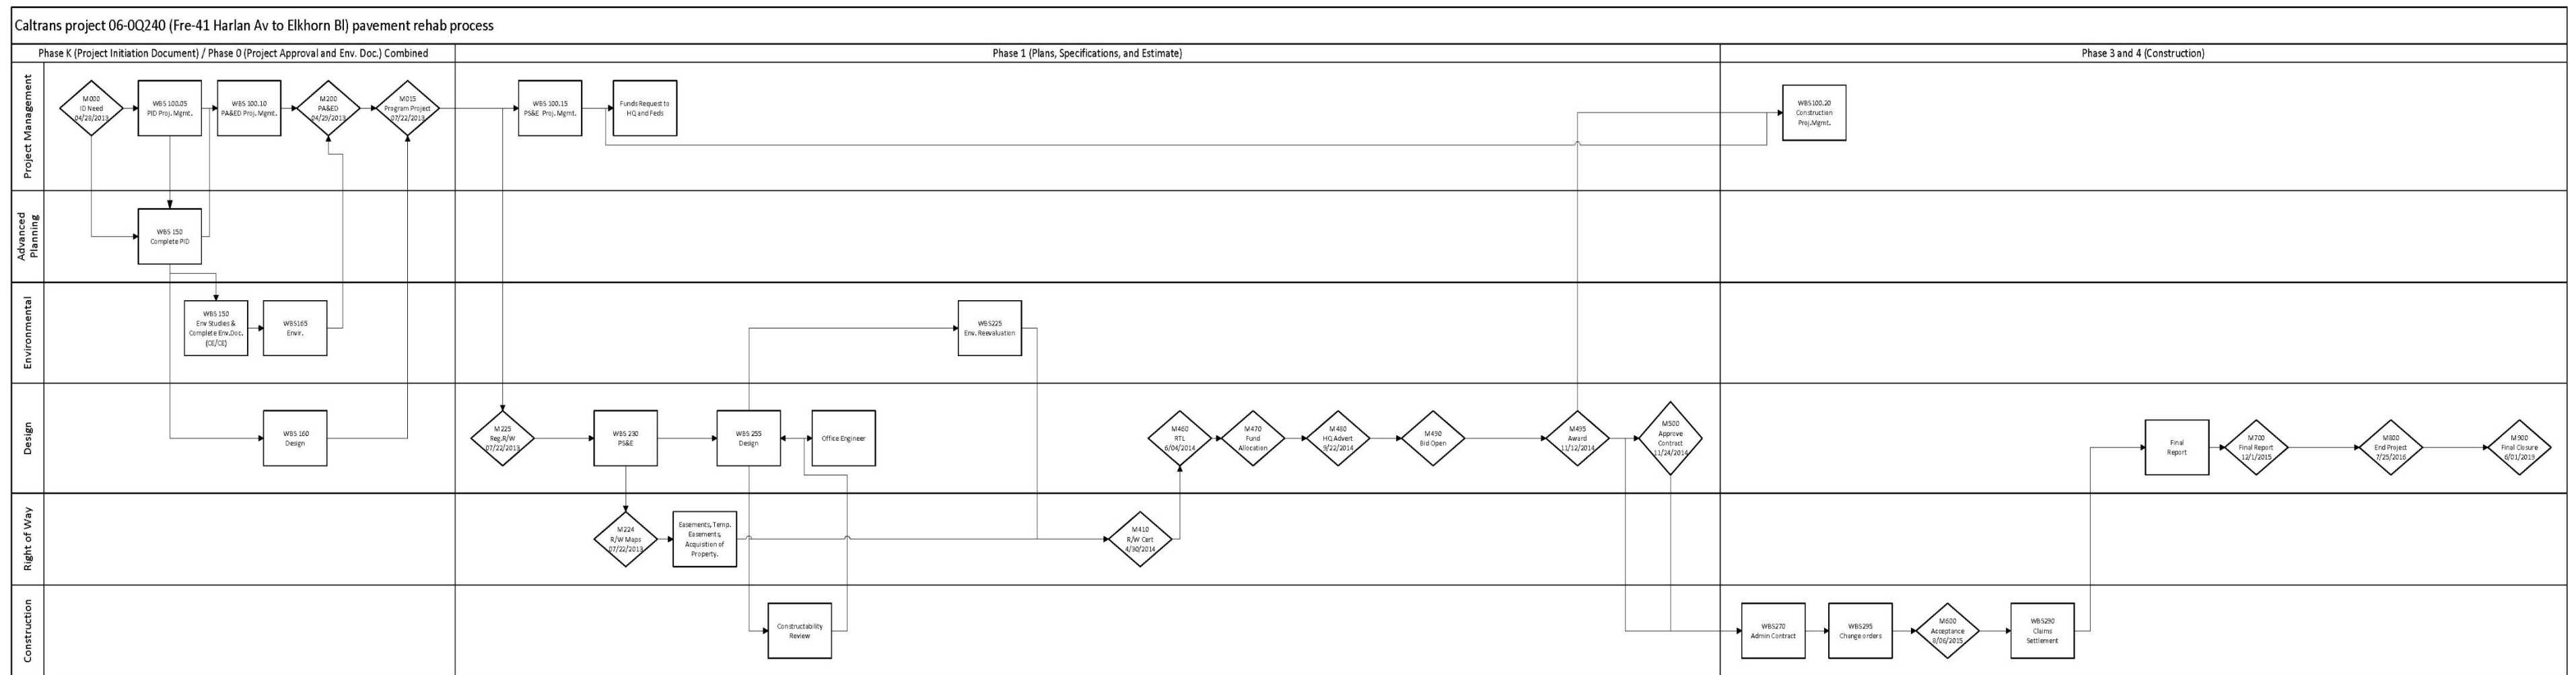 Caltrans project 06-0Q240 (Fre-41 Harlan Av to Elkhorn Bl) pavement rehab process
Phase K (Project Initiation Document) / Phase 0 (Project Approval and Env. Doc.) Combined
Phase 1 (Plans, Specifications, and Estimate)
Phase 3 and 4 (Construction)
Project Management
M000
ID Need
04/28/2013
WBS 100.05
PID Proj. Mgmt.
WBS 100.10
PA&ED Proj. Mgmt.
M200
PA&ED
04/29/2013
M015
Program Project
07/22/2013
WBS 100.15
PS&E Proj. Mgmt.
Funds Request to
HQ and Feds
WBS100.20
Construction
Proj.Mgmt.
Advanced
Planning
WBS 150
Complete PID
Environmental
WBS 150
Env Studies &
Complete Env.Doc.
(CE/CE)
WBS165
Envir.
WBS225
Env. Reevaluation
Design
WBS 160
Design
M225
Reg.R/W
07/22/2013
WBS 230
PS&E
WBS 255
Design
Office Engineer
M460
RTL
6/04/2014
M470
Fund
Allocation
M480
HQ Advert
9/22/2014
M490
Bid Open
M495
Award
11/12/2014
M500
Approve
Contract
11/24/2014
Final
Report
M700
Final Report
12/1/2015
M800
End Project
7/25/2016
M900
Final Closure
6/01/2019
Right of Way
M224
R/W Maps
07/22/2013
Easements, Temp.
Easements,
Acquisition of
Property.
M410
R/W Cert
4/30/2014
Construction
Constructability
Review
WBS270
Admin Contract
WBS295
Change orders
M600
Acceptance
8/06/2015
WBS290
Claims
Settlement